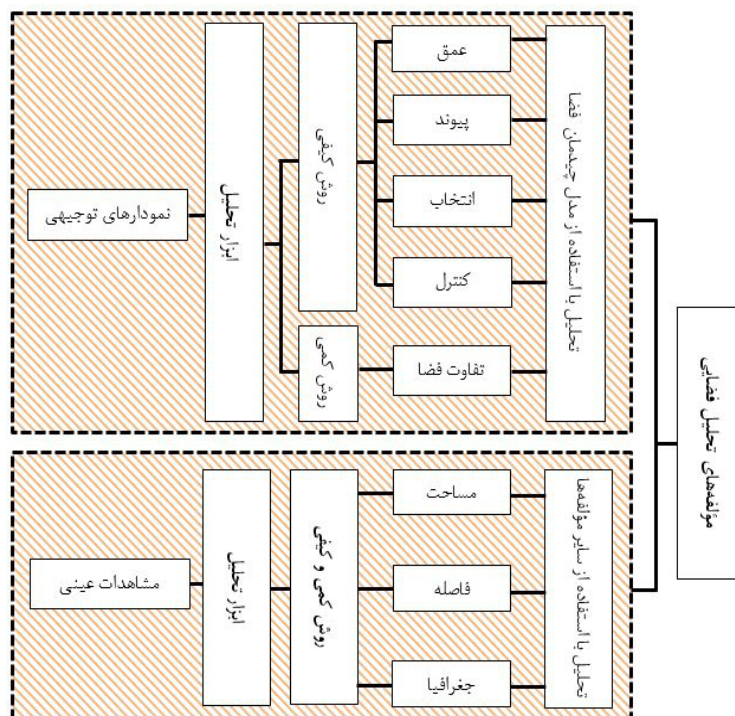 مؤلفه‌های تحلیل فضایی
تحلیل با استفاده از مدل چیدمان فضا
عمق
پیوند
انتخاب
کنترل
تفاوت فضا
روش کیفی
روش کمی
ابزار تحلیل
نمودارهای توجیهی
تحلیل با استفاده از سایر مؤلفه‌ها
مساحت
فاصله
جغرافیا
روش کمی و کیفی
ابزار تحلیل
مشاهدات عینی